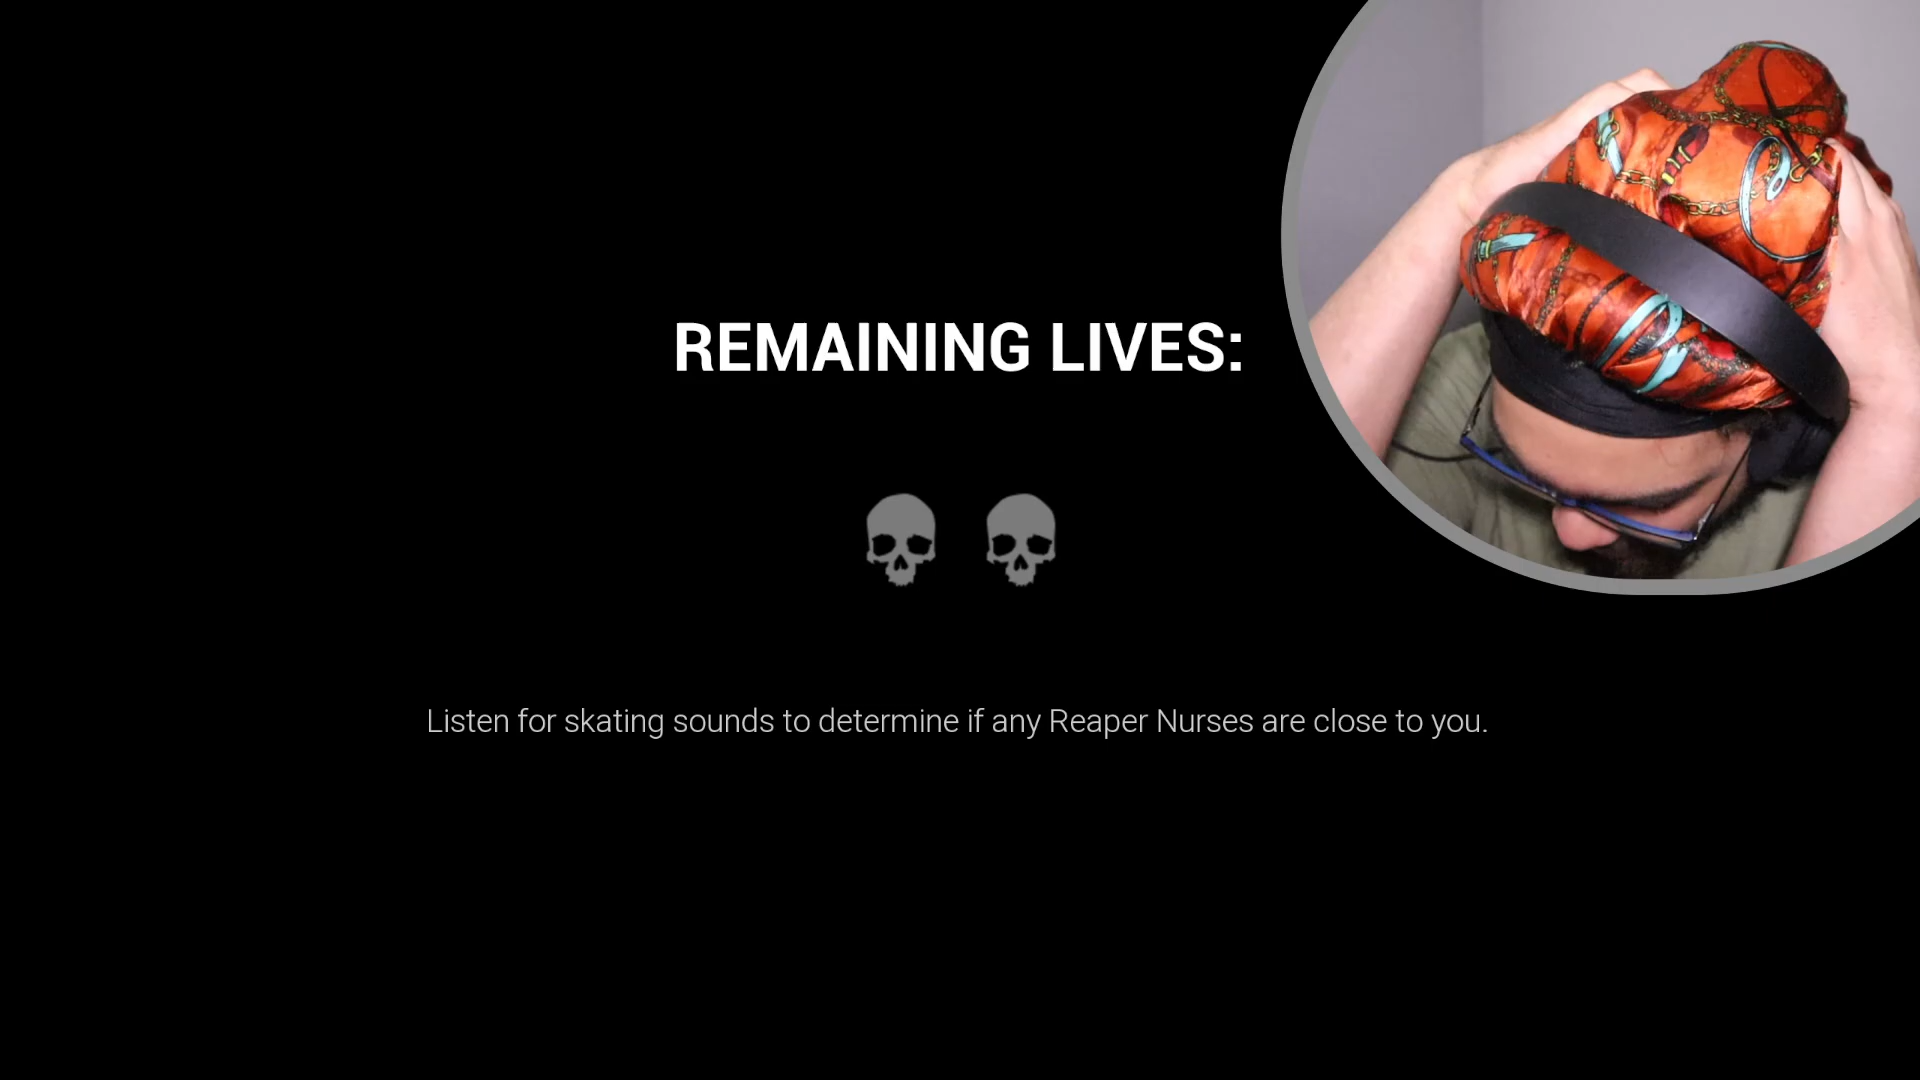 REMAINING LIVES:
Listen for skating sounds to determine if any Reaper Nurses are close to you.